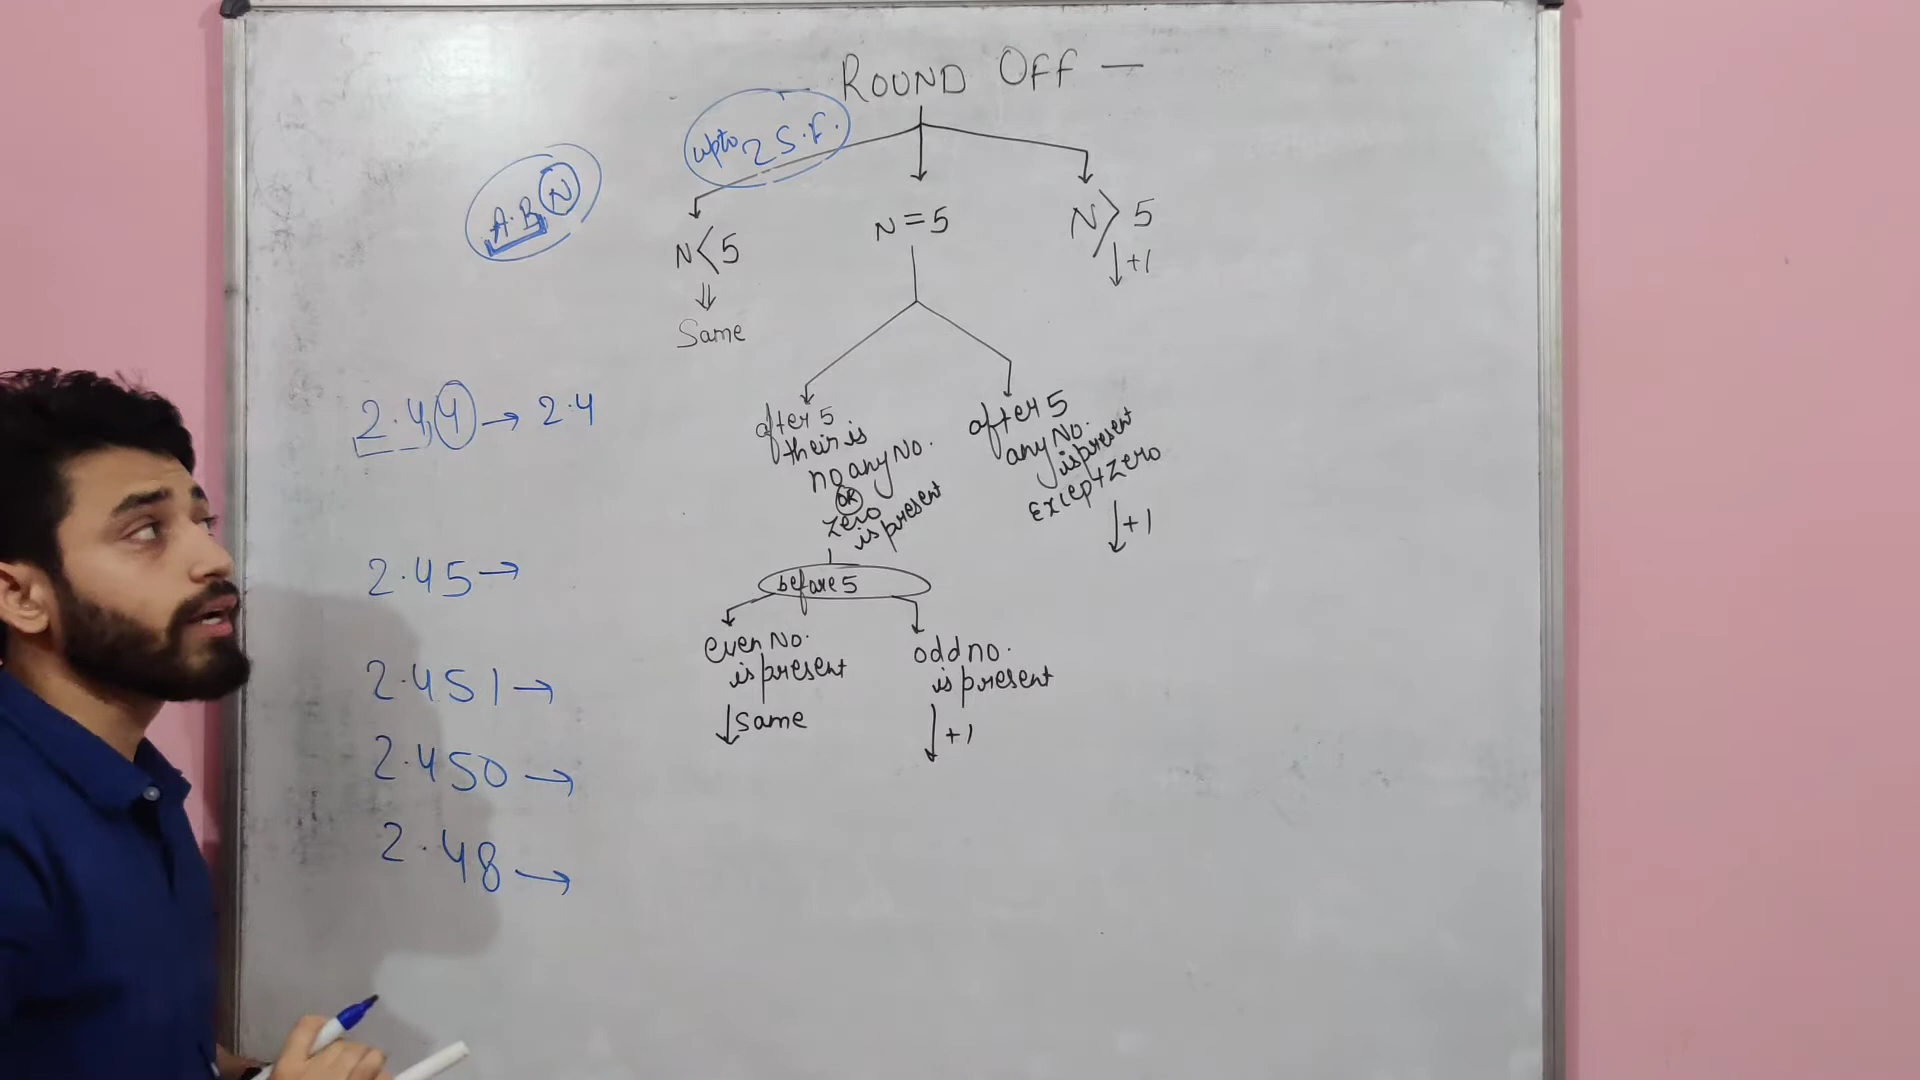 ROUND OFF —
upto 2 S.F.
A.B N
N<5
⇓
Same
N=5
N>5
↓+1
after 5
their is
no any No.
OR
zero
is present
after 5
any No.
is present
Except Zero
↓+1
before 5
even No.
is present
↓same
odd no.
is present
↓+1
2.44→2.4
2.45→
2.451→
2.450→
2.48→